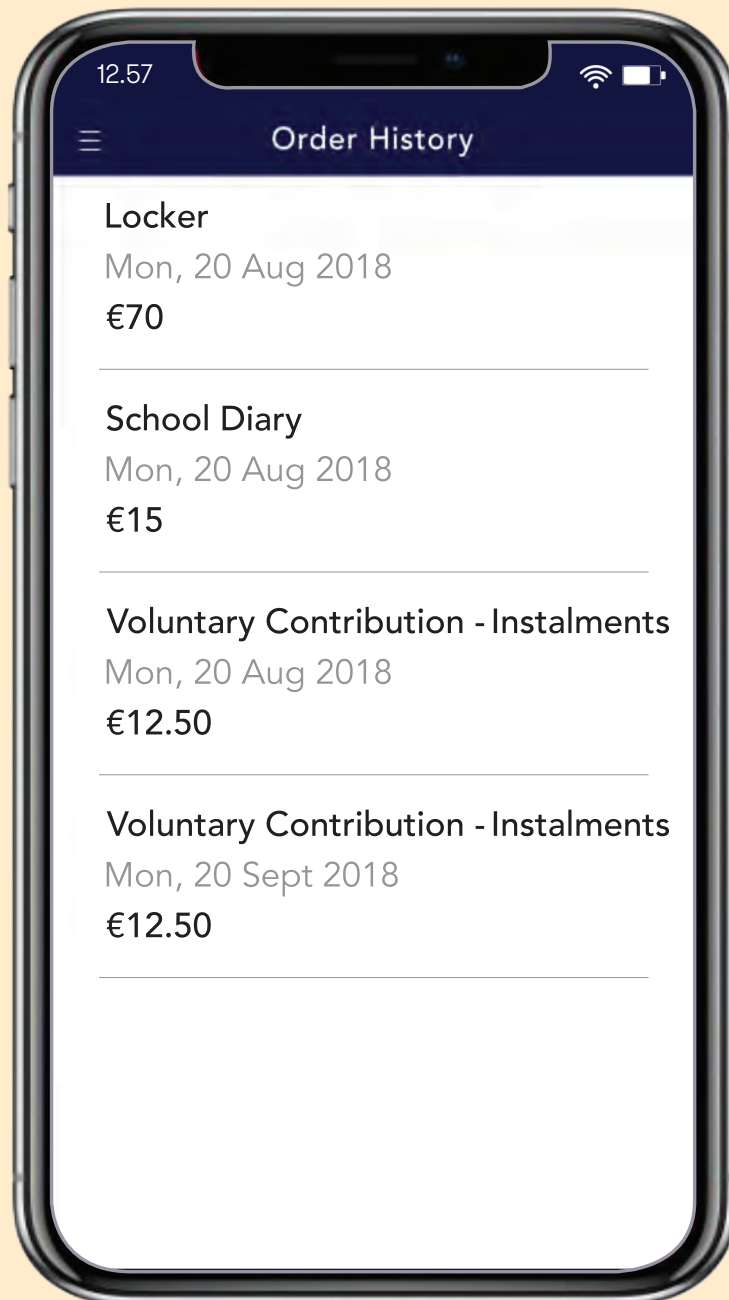 12.57
Order History
Locker
Mon, 20 Aug 2018
€70
School Diary
Mon, 20 Aug 2018
€15
Voluntary Contribution - Instalments
Mon, 20 Aug 2018
€12.50
Voluntary Contribution - Instalments
Mon, 20 Sept 2018
€12.50